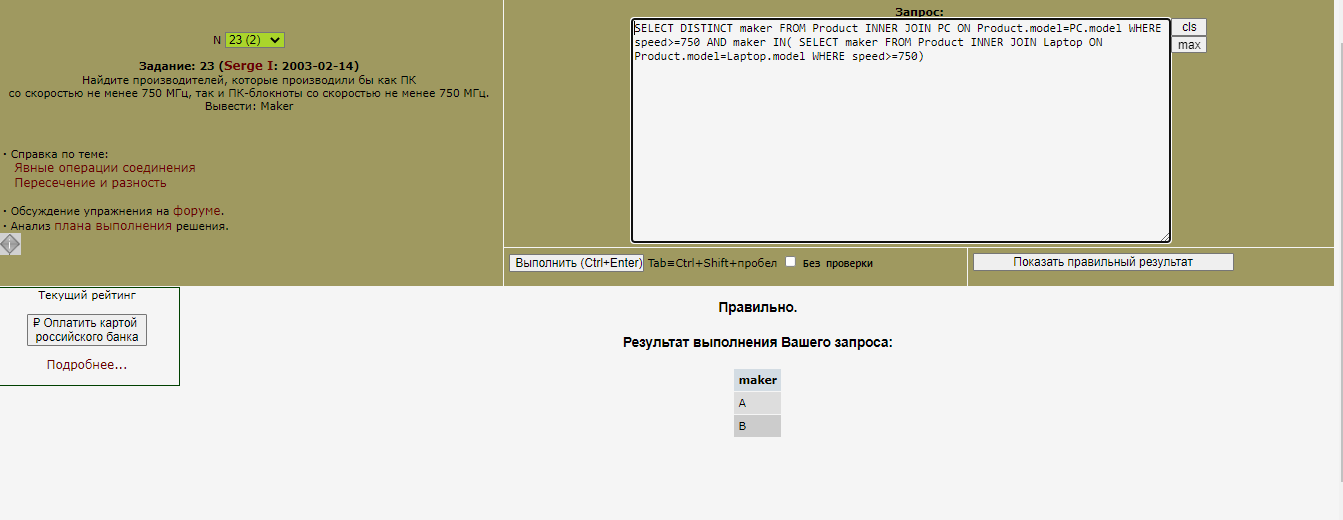 N 23 (2)
Задание: 23 (Serge I: 2003-02-14)
Найдите производителей, которые производили бы как ПК
со скоростью не менее 750 МГц, так и ПК-блокноты со скоростью не менее 750 МГц.
Вывести: Maker
· Справка по теме:
Явные операции соединения
Пересечение и разность
· Обсуждение упражнения на форуме.
· Анализ плана выполнения решения.
Запрос:
SELECT DISTINCT maker FROM Product INNER JOIN PC ON Product.model=PC.model WHERE
speed>=750 AND maker IN( SELECT maker FROM Product INNER JOIN Laptop ON
Product.model=Laptop.model WHERE speed>=750)
cls
max
Выполнить (Ctrl+Enter) Tab≡Ctrl+Shift+пробел Без проверки
Показать правильный результат
Текущий рейтинг
₽ Оплатить картой
российского банка
Подробнее...
Правильно.
Результат выполнения Вашего запроса:
maker
A
B